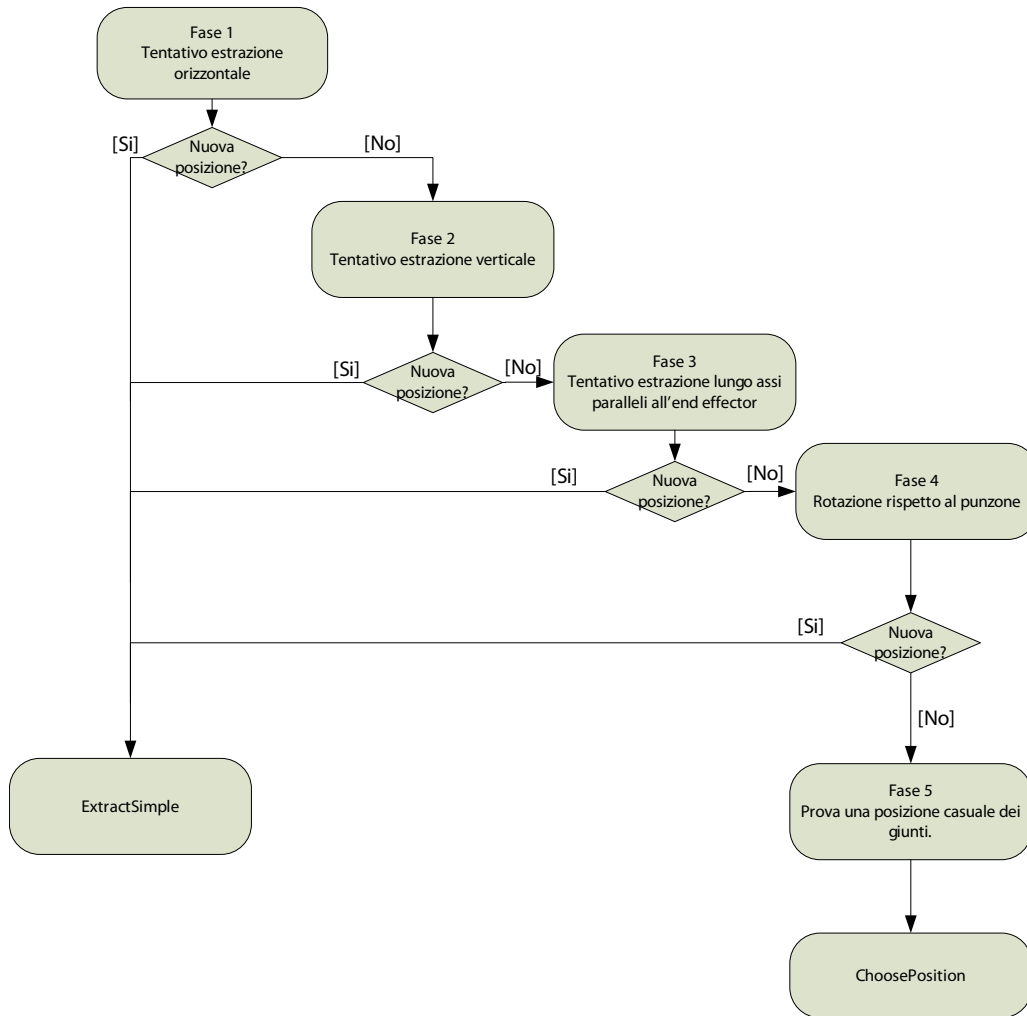 Fase 1
Tentativo estrazione
orizzontale
[Si]
Nuova
posizione?
[No]
Fase 2
Tentativo estrazione verticale
[Si]
Nuova
posizione?
[No]
Fase 3
Tentativo estrazione lungo assi
paralleli all’end effector
[Si]
Nuova
posizione?
[No]
Fase 4
Rotazione rispetto al punzone
[Si]
Nuova
posizione?
[No]
ExtractSimple
Fase 5
Prova una posizione casuale dei
giunti.
ChoosePosition